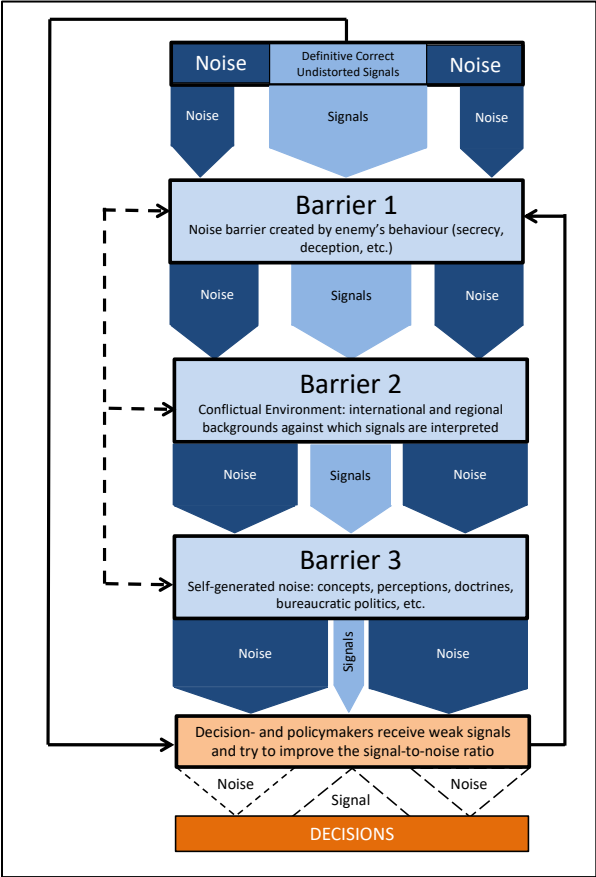 Noise
Definitive Correct
Undistorted Signals
Noise
Noise
Signals
Noise
Barrier 1
Noise barrier created by enemy's behaviour (secrecy,
deception, etc.)
Noise
Signals
Noise
Barrier 2
Conflictual Environment: international and regional
backgrounds against which signals are interpreted
Noise
Signals
Noise
Barrier 3
Self-generated noise: concepts, perceptions, doctrines,
bureaucratic politics, etc.
Noise
Signals
Noise
Decision- and policymakers receive weak signals
and try to improve the signal-to-noise ratio
Noise
Signal
Noise
DECISIONS